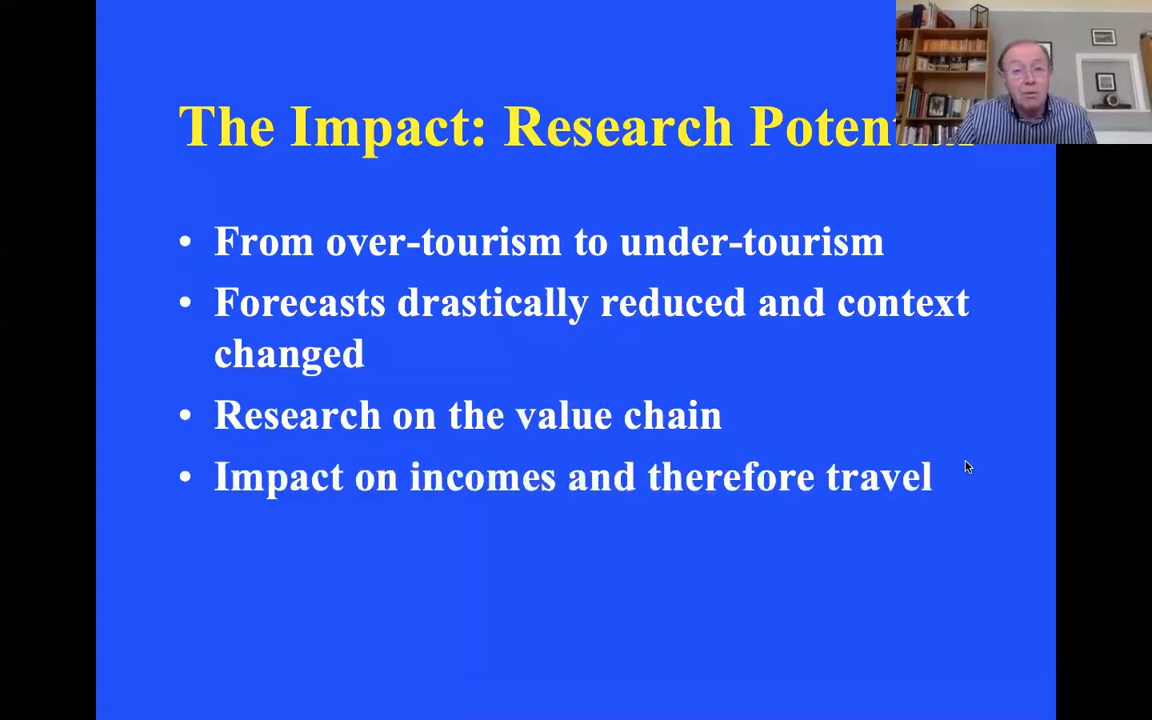 The Impact: Research
• From over-tourism to under-tourism
• Forecasts drastically reduced and context
changed
• Research on the value chain
• Impact on incomes and therefore travel